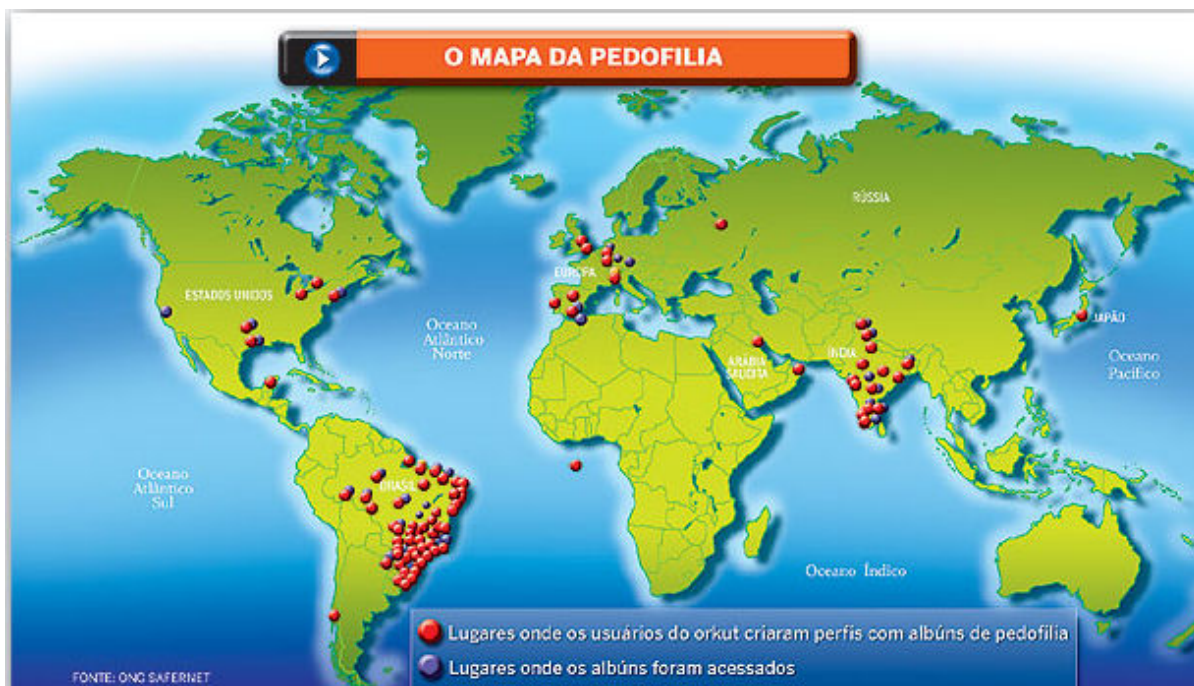 O MAPA DA PEDOFILIA
RÚSSIA
EUROPA
ESTADOS UNIDOS
JAPÃO
Oceano
Atlântico
Norte
ÍNDIA
ARÁBIA
SAUDITA
Oceano
Pacífico
Oceano
Atlântico
Sul
BRASIL
Oceano Índico
Lugares onde os usuários do orkut criaram perfis com albúns de pedofilia
Lugares onde os albúns foram acessados
FONTE: ONG SAFERNET